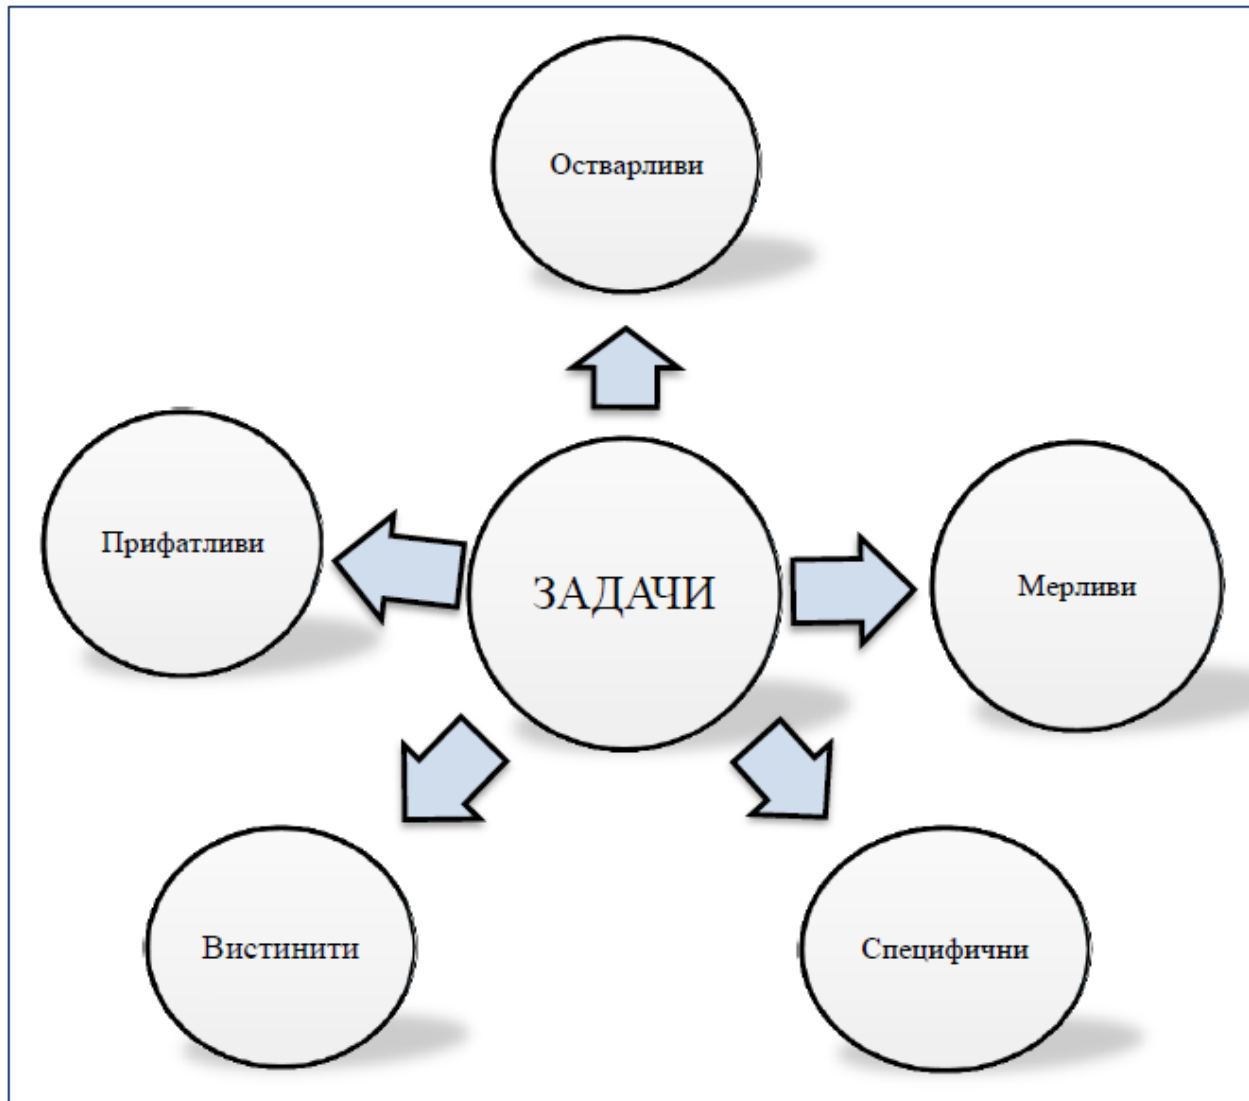 Остварливи
Прифатливи
ЗАДАЧИ
Мерливи
Вистинити
Специфични